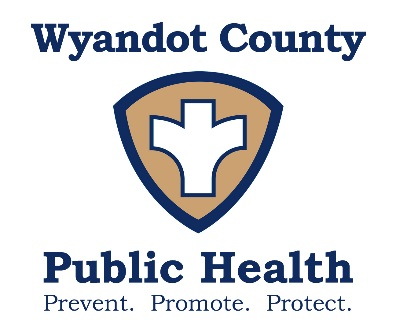 Wyandot County
Public Health
Prevent. Promote. Protect.